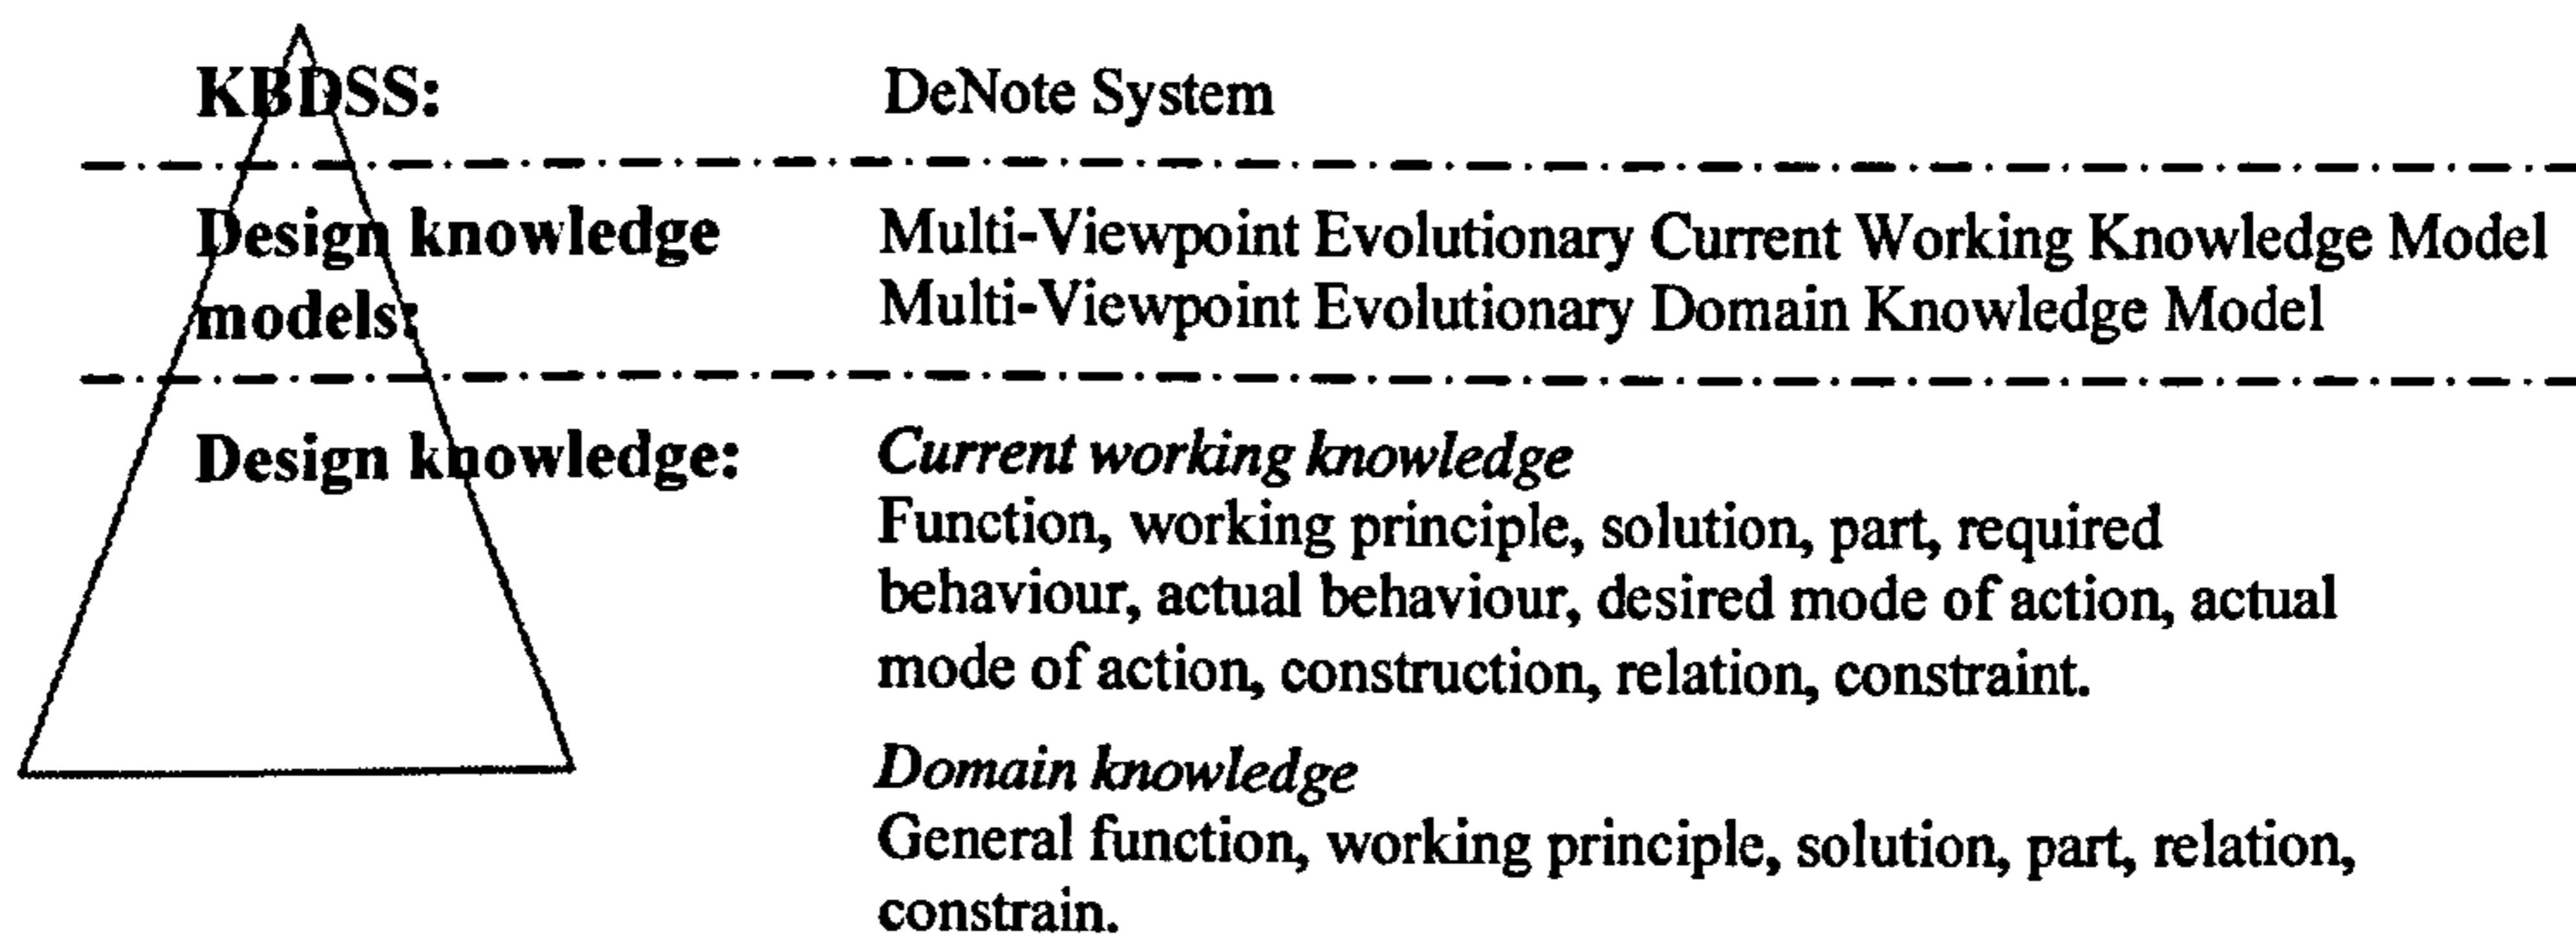 KBDSS: DeNote System
Design knowledge models: Multi-Viewpoint Evolutionary Current Working Knowledge Model
Multi-Viewpoint Evolutionary Domain Knowledge Model
Design knowledge: Current working knowledge
Function, working principle, solution, part, required
behaviour, actual behaviour, desired mode of action, actual
mode of action, construction, relation, constraint.
Domain knowledge
General function, working principle, solution, part, relation,
constrain.